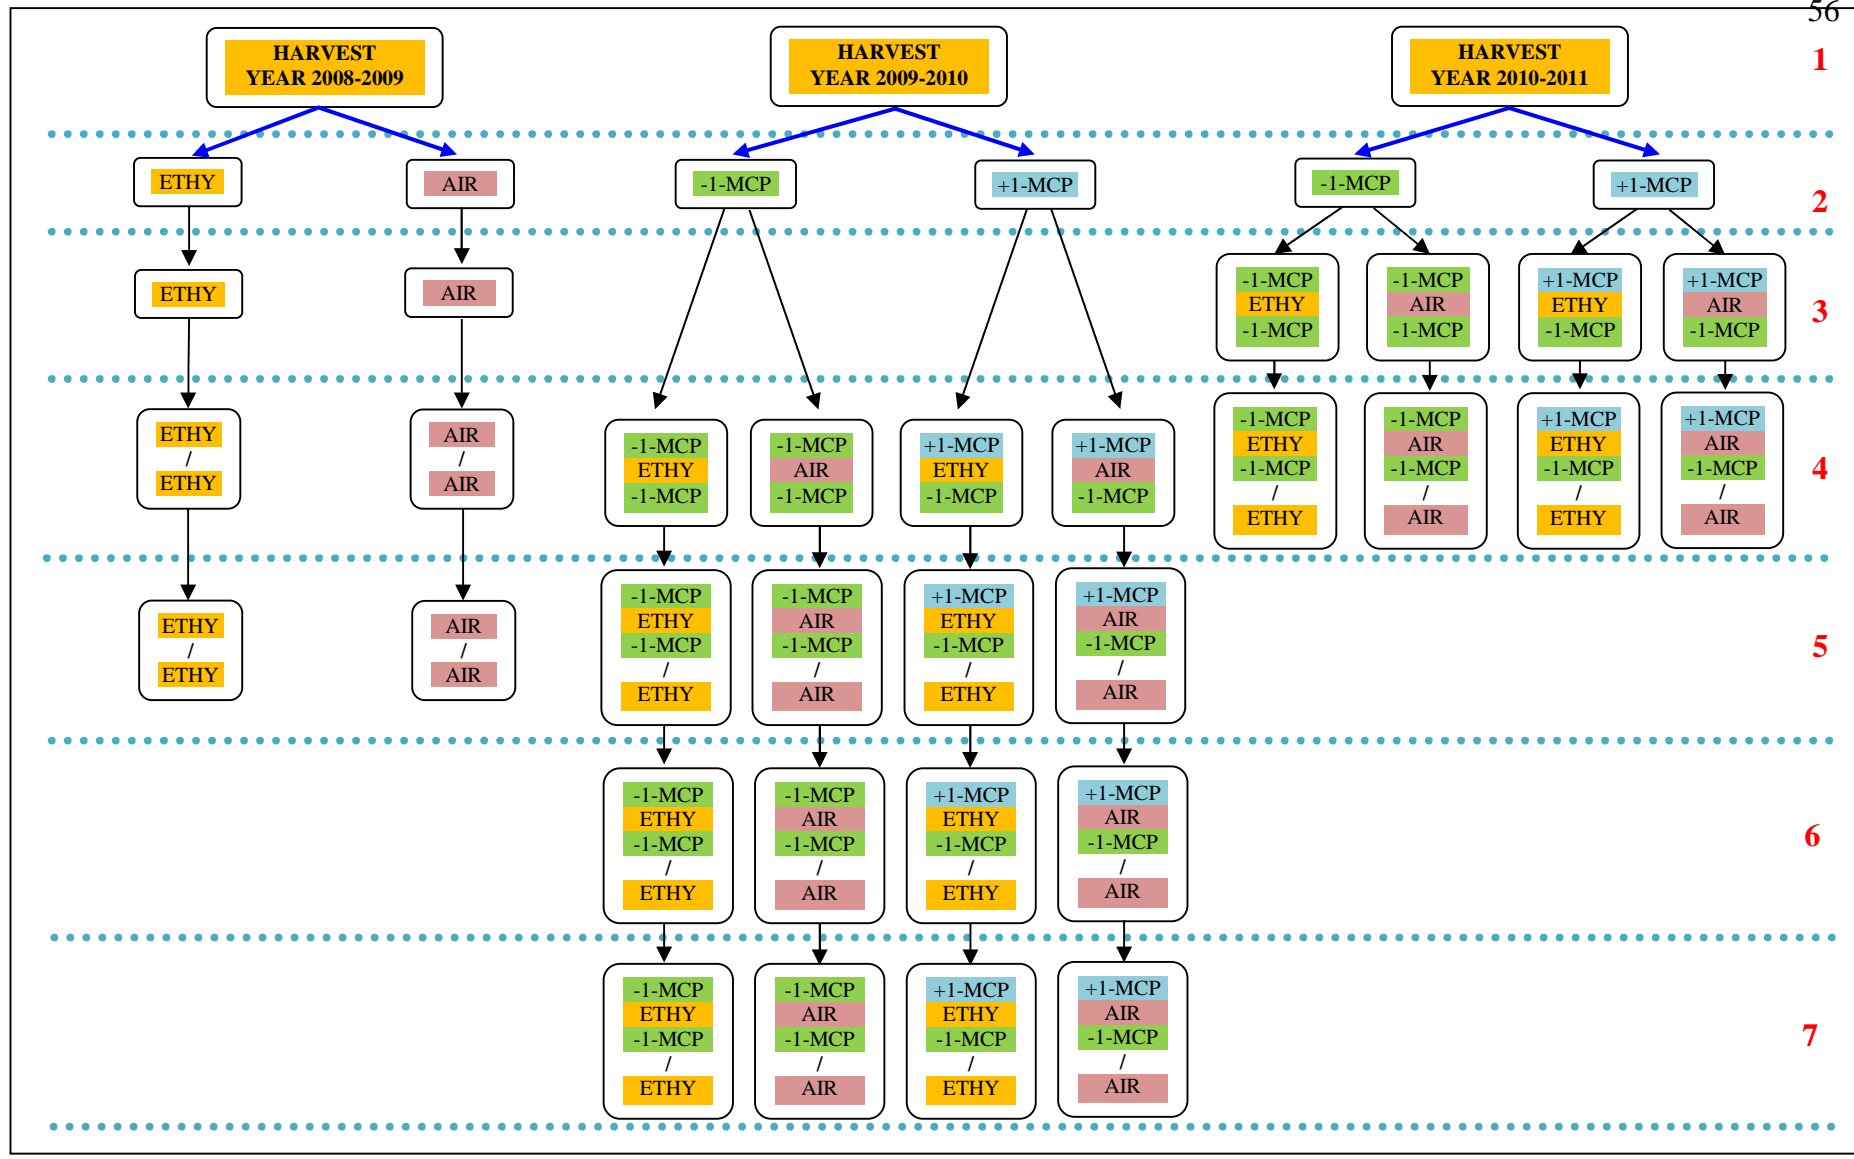 56
HARVEST
YEAR 2008-2009
HARVEST
YEAR 2009-2010
HARVEST
YEAR 2010-2011
1
ETHY
AIR
-1-MCP
+1-MCP
-1-MCP
+1-MCP
2
ETHY
AIR
-1-MCP
ETHY
-1-MCP
-1-MCP
AIR
-1-MCP
+1-MCP
ETHY
-1-MCP
+1-MCP
AIR
-1-MCP
3
ETHY
/
ETHY
AIR
/
AIR
-1-MCP
ETHY
-1-MCP
-1-MCP
AIR
-1-MCP
+1-MCP
ETHY
-1-MCP
+1-MCP
AIR
-1-MCP
-1-MCP
ETHY
-1-MCP
/
ETHY
-1-MCP
AIR
-1-MCP
/
AIR
+1-MCP
ETHY
-1-MCP
/
ETHY
+1-MCP
AIR
-1-MCP
/
AIR
4
ETHY
/
ETHY
AIR
/
AIR
-1-MCP
ETHY
-1-MCP
/
ETHY
-1-MCP
AIR
-1-MCP
/
AIR
+1-MCP
ETHY
-1-MCP
/
ETHY
+1-MCP
AIR
-1-MCP
/
AIR
5
-1-MCP
ETHY
-1-MCP
/
ETHY
-1-MCP
AIR
-1-MCP
/
AIR
+1-MCP
ETHY
-1-MCP
/
ETHY
+1-MCP
AIR
-1-MCP
/
AIR
6
-1-MCP
ETHY
-1-MCP
/
ETHY
-1-MCP
AIR
-1-MCP
/
AIR
+1-MCP
ETHY
-1-MCP
/
ETHY
+1-MCP
AIR
-1-MCP
/
AIR
7